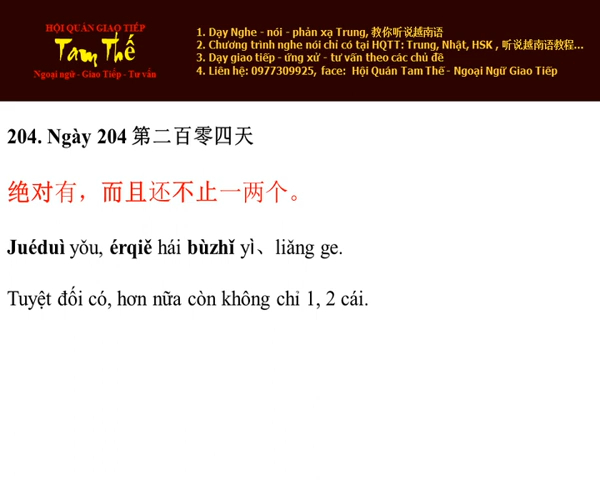 HỘI QUÁN GIAO TIẾP
Tam Thế
Ngoại ngữ - Giao Tiếp - Tư vấn
1. Dạy Nghe - nói - phản xạ Trung, 教你听说越南语
2. Chương trình nghe nói chỉ có tại HQTT: Trung, Nhật, HSK , 听说越南语教程...
3. Dạy giao tiếp - ứng xử - tư vấn theo các chủ đề
4. Liên hệ: 0977309925, face: Hội Quán Tam Thế - Ngoại Ngữ Giao Tiếp
204. Ngày 204 第二百零四天
绝对有，而且还不止一两个。
Juéduì yǒu, érqiě hái bùzhǐ yì、liǎng ge.
Tuyệt đối có, hơn nữa còn không chỉ 1, 2 cái.